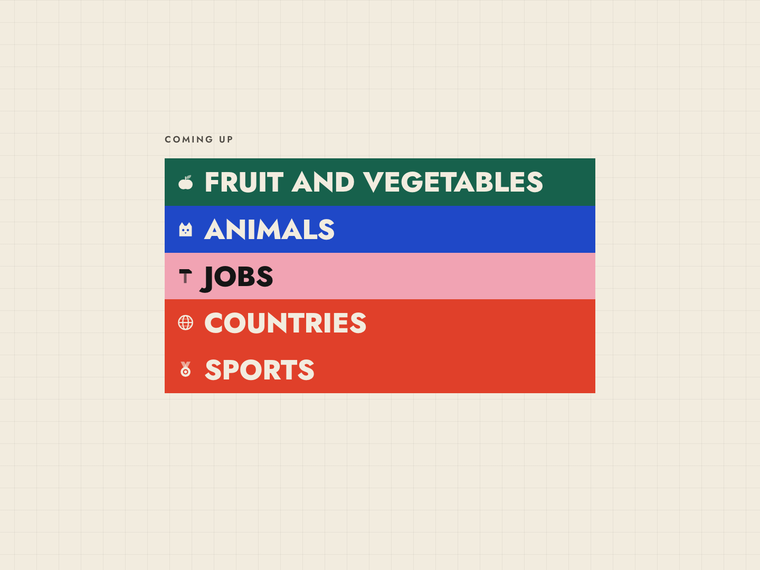 COMING UP
FRUIT AND VEGETABLES
ANIMALS
JOBS
COUNTRIES
SPORTS